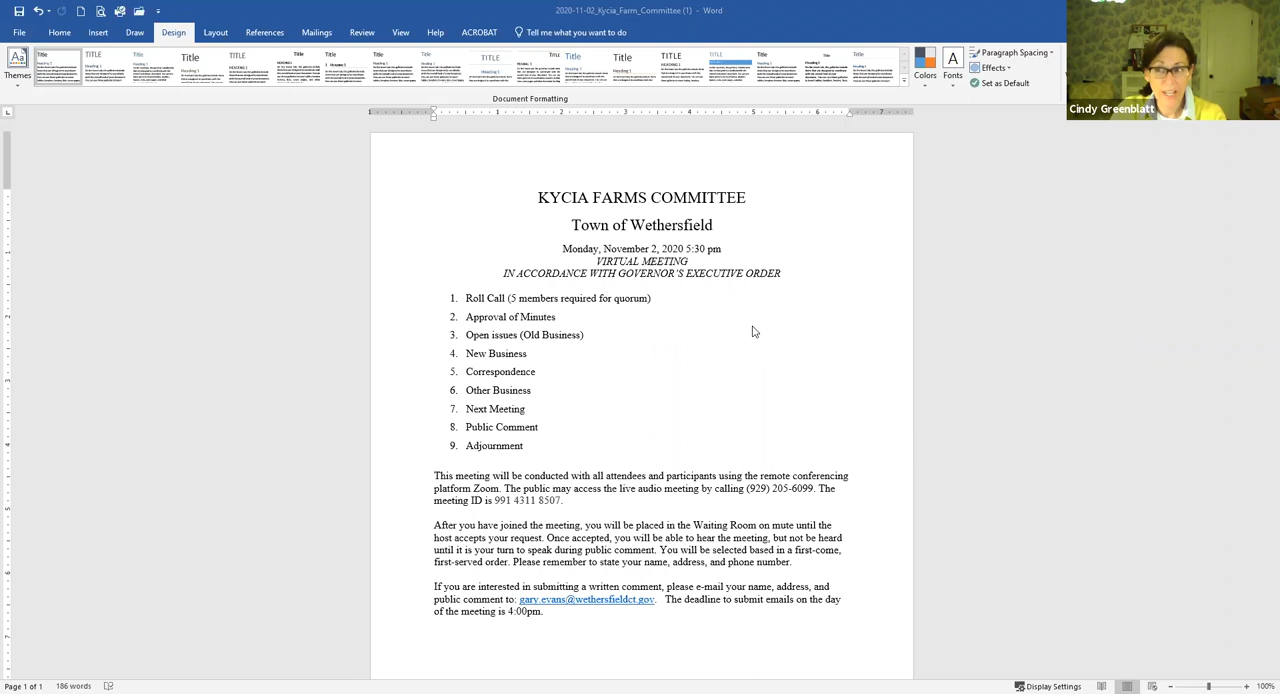 2020-11-02_Kycia_Farm_Committee (1) - Word
File Home Insert Draw Design Layout References Mailings Review View Help ACROBAT Tell me what you want to do
Themes
Title Heading 1
Colors
Fonts
Paragraph Spacing
Effects
Set as Default
Document Formatting
Cindy Greenblatt
KYCIA FARMS COMMITTEE
Town of Wethersfield
Monday, November 2, 2020 5:30 pm
VIRTUAL MEETING
IN ACCORDANCE WITH GOVERNOR'S EXECUTIVE ORDER
1. Roll Call (5 members required for quorum)
2. Approval of Minutes
3. Open issues (Old Business)
4. New Business
5. Correspondence
6. Other Business
7. Next Meeting
8. Public Comment
9. Adjournment
This meeting will be conducted with all attendees and participants using the remote conferencing
platform Zoom. The public may access the live audio meeting by calling (929) 205-6099. The
meeting ID is 991 4311 8507.
After you have joined the meeting, you will be placed in the Waiting Room on mute until the
host accepts your request. Once accepted, you will be able to hear the meeting, but not be heard
until it is your turn to speak during public comment. You will be selected based in a first-come,
first-served order. Please remember to state your name, address, and phone number.
If you are interested in submitting a written comment, please e-mail your name, address, and
public comment to: gary.evans@wethersfieldct.gov. The deadline to submit emails on the day
of the meeting is 4:00pm.
Page 1 of 1 186 words Display Settings 100%